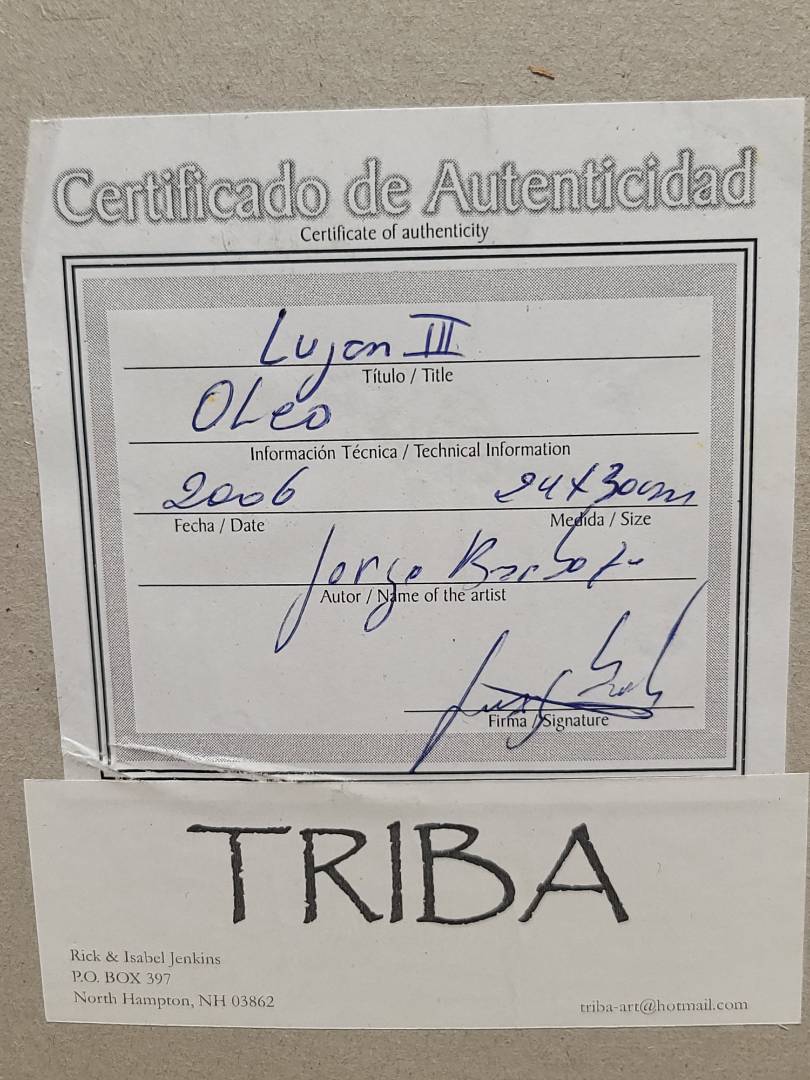 Certificado de Autenticidad
Certificate of authenticity
Lujan III
Título / Title
OLeo
Información Técnica / Technical Information
2006 24x30cm
Fecha / Date Medida / Size
Jorge
Autor / Name of the artist
Firma / Signature
TRIBA
Rick & Isabel Jenkins
P.O. BOX 397
North Hampton, NH 03862
triba-art@hotmail.com